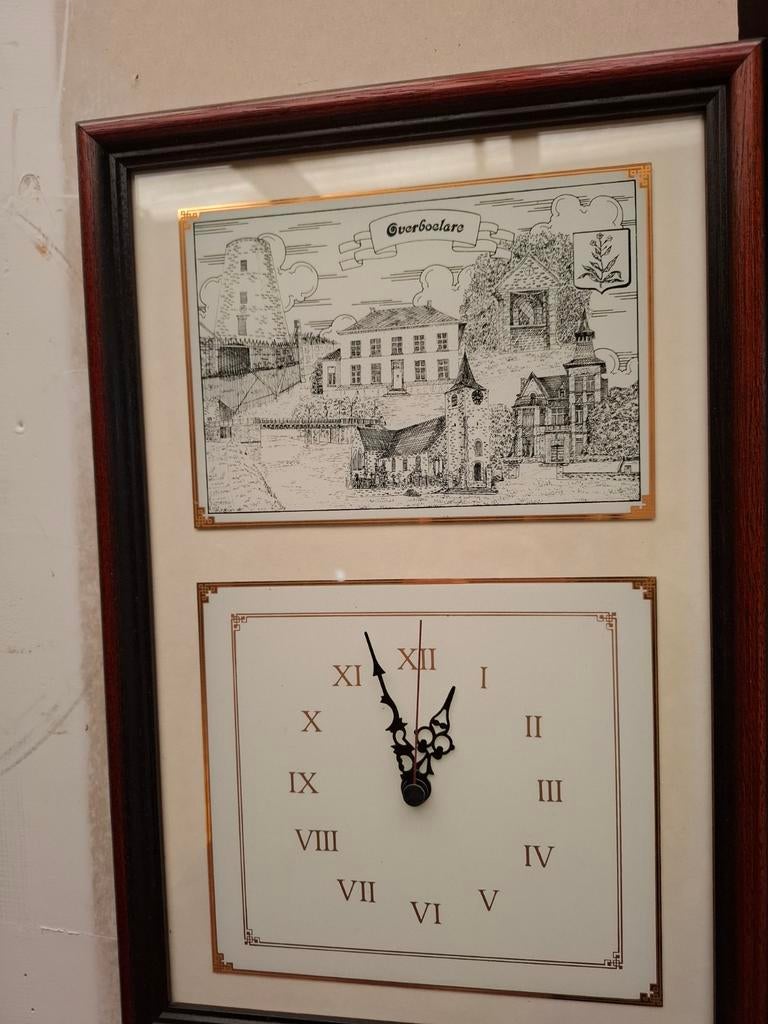 Overboelare
XII
XI I
X II
IX III
VIII IV
VII V
VI